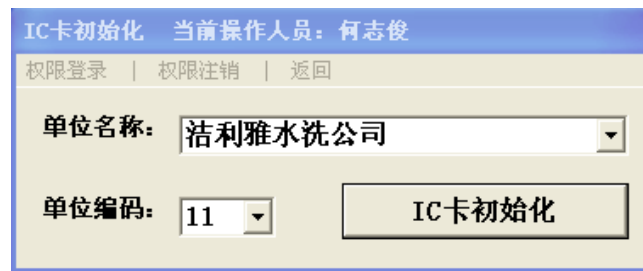 IC卡初始化 当前操作人员：何志俊
权限登录 | 权限注销 | 返回
单位名称： 洁利雅水洗公司
单位编码： 11 IC卡初始化